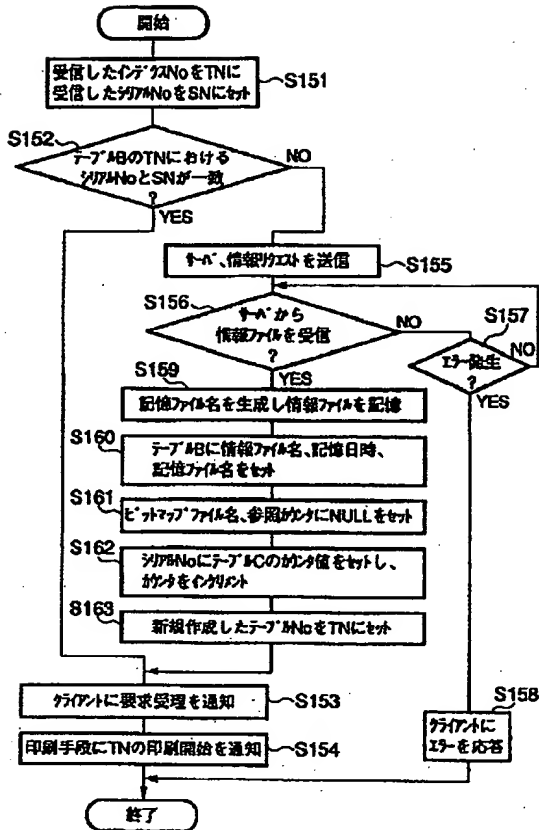 開始
受信したインデクスNoをTNに
受信したシリアルNoをSNにセット
S151
S152
テーブルBのTNにおける
シリアルNoとSNが一致
?
NO
YES
サーバへ情報リクエストを送信
S155
S156
サーバから
情報ファイルを受信
?
NO
YES
S157
エラー発生
?
NO
YES
S159
記憶ファイル名を生成し情報ファイルを記憶
S160
テーブルBに情報ファイル名、記憶日時、
記憶ファイル名をセット
S161
ビットマップファイル名、参照カウンタにNULLをセット
S162
シリアルNoにテーブルCのカウンタ値をセットし、
カウンタをインクリメント
S163
新規作成したテーブルNoをTNにセット
クライアントに要求受理を通知
S153
印刷手段にTNの印刷開始を通知
S154
S158
クライアントに
エラーを応答
終了